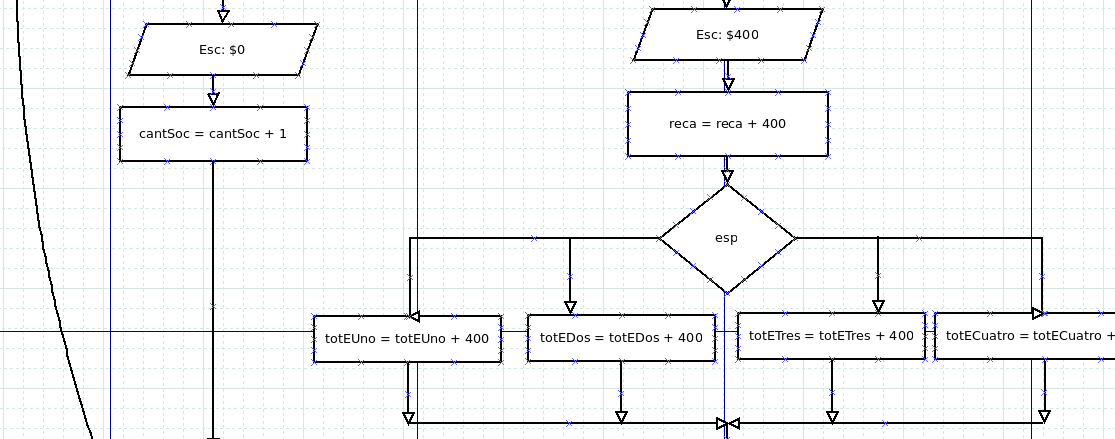 Esc: $0
Esc: $400
cantSoc = cantSoc + 1
reca = reca + 400
esp
totEUno = totEUno + 400
totEDos = totEDos + 400
totETres = totETres + 400
totECuatro = totECuatro +